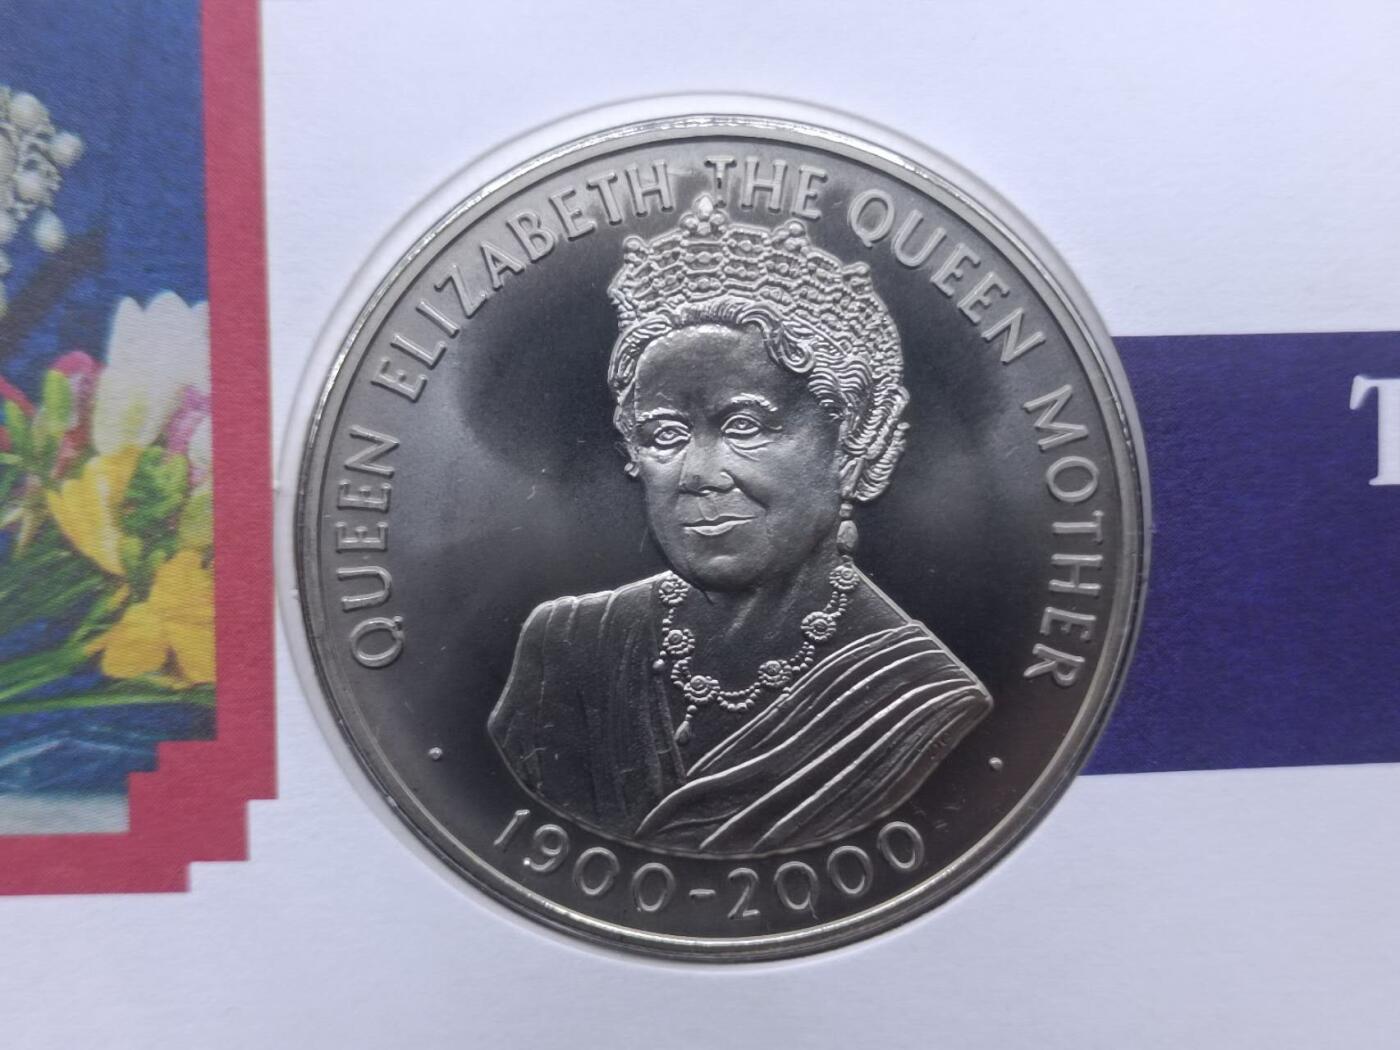 QUEEN ELIZABETH THE QUEEN MOTHER
1900-2000
T